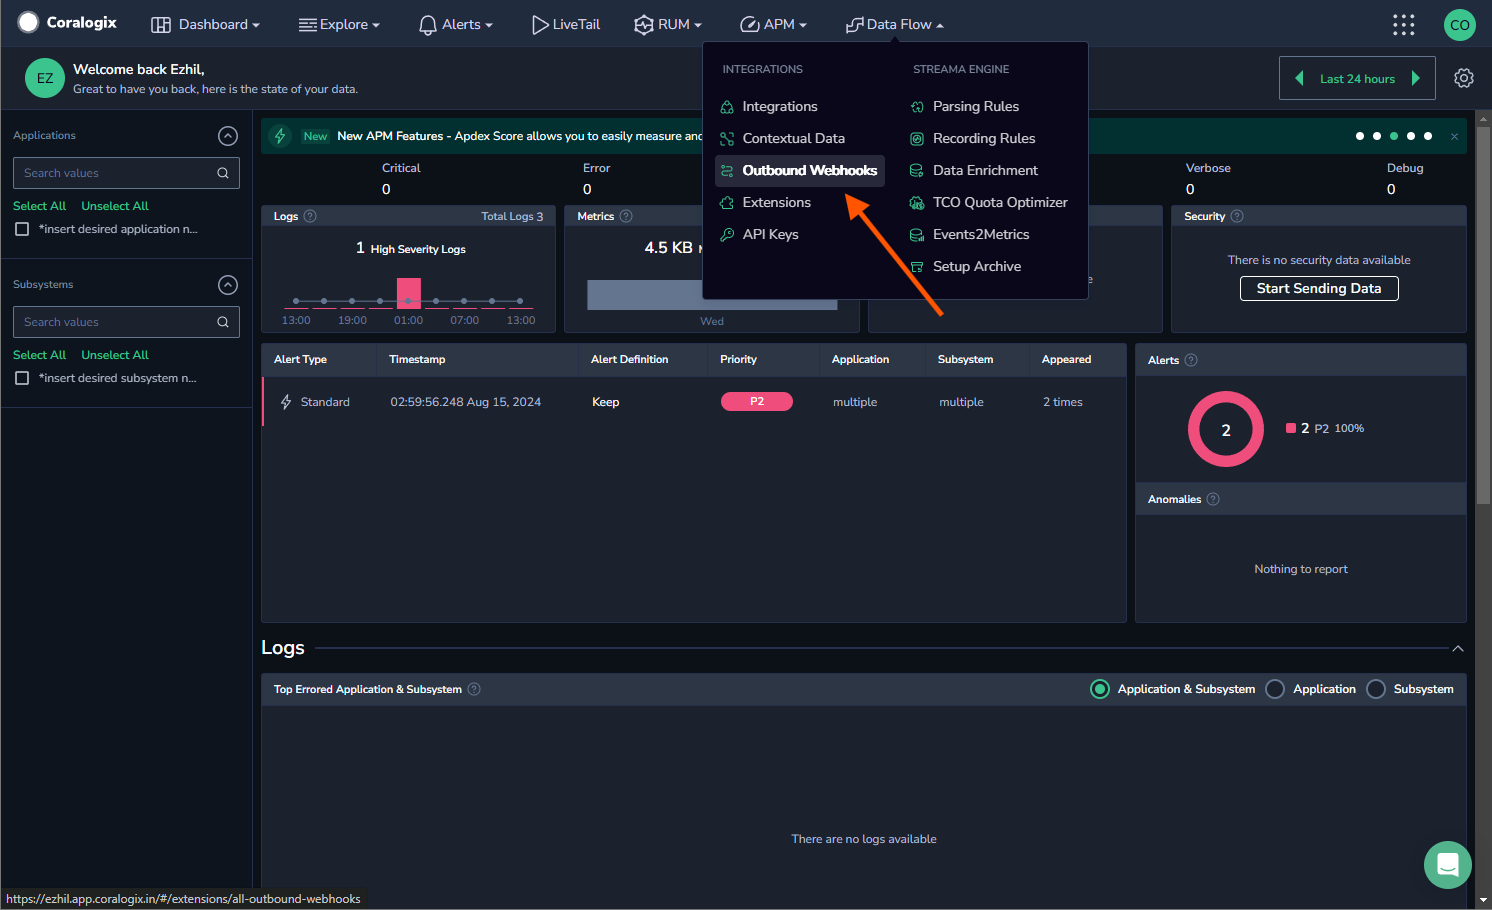 Coralogix
Dashboard
Explore
Alerts
LiveTail
RUM
APM
Data Flow
CO
EZ
Welcome back Ezhil,
Great to have you back, here is the state of your data.
Last 24 hours
INTEGRATIONS
Integrations
Contextual Data
Outbound Webhooks
Extensions
API Keys
STREAMA ENGINE
Parsing Rules
Recording Rules
Data Enrichment
TCO Quota Optimizer
Events2Metrics
Setup Archive
Applications
Search values
Select All Unselect All
*insert desired application n...
Subsystems
Search values
Select All Unselect All
*insert desired subsystem n...
New New APM Features - Apdex Score allows you to easily measure and
Critical
0
Error
0
Verbose
0
Debug
0
Logs ? Total Logs 3
1 High Severity Logs
13:00 19:00 01:00 07:00 13:00
Metrics ?
4.5 KB
Wed
Security ?
There is no security data available
Start Sending Data
Alert Type Timestamp Alert Definition Priority Application Subsystem Appeared
Standard 02:59:56.248 Aug 15, 2024 Keep P2 multiple multiple 2 times
Alerts ?
2
2 P2 100%
Anomalies ?
Nothing to report
Logs
Top Errored Application & Subsystem ?
Application & Subsystem Application Subsystem
There are no logs available
https://ezhil.app.coralogix.in/#/extensions/all-outbound-webhooks